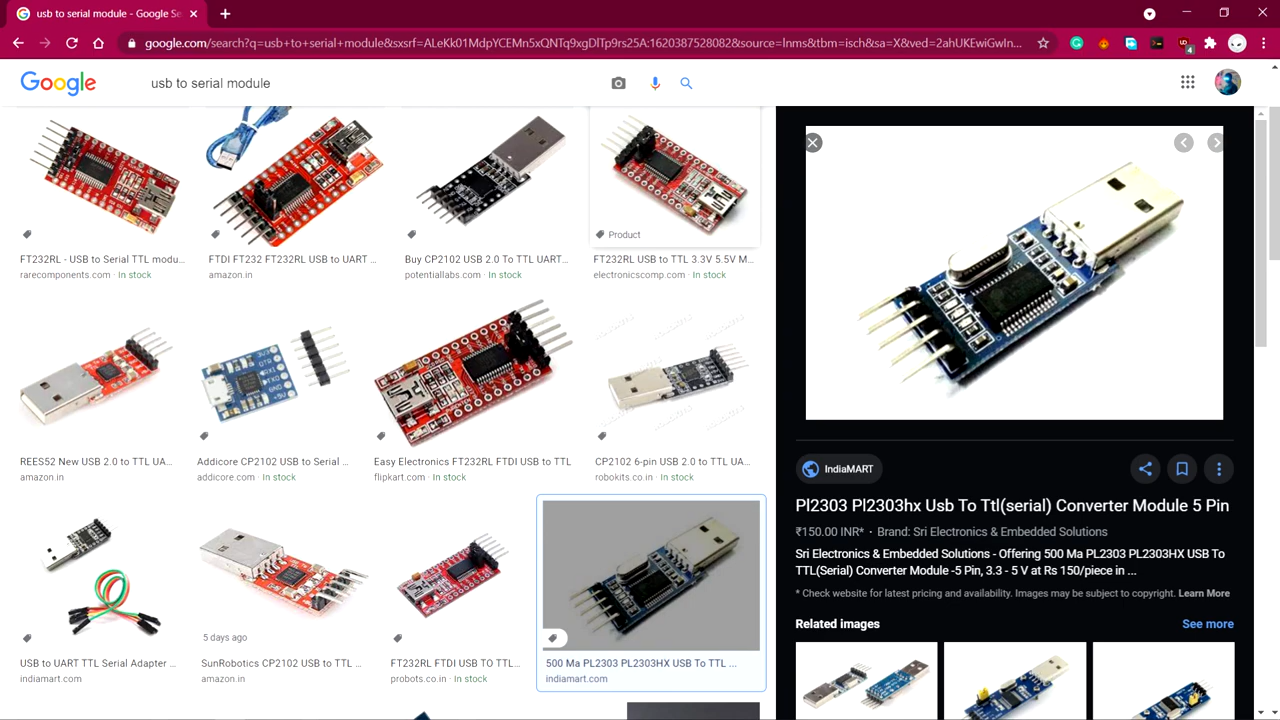 usb to serial module - Google Se
google.com/search?q=usb+to+serial+module&sxsrf=ALeKk01MdpYCEMn5xQNTq9xgDlTp9rs25A:1620387528082&source=lnms&tbm=isch&sa=X&ved=2ahUKEwiGwIn...
4
Google
usb to serial module
FT232RL - USB to Serial TTL modu...
rarecomponents.com · In stock
FTDI FT232 FT232RL USB to UART ...
amazon.in
Buy CP2102 USB 2.0 To TTL UART...
potentiallabs.com · In stock
Product
FT232RL USB to TTL 3.3V 5.5V M...
electronicscomp.com · In stock
REES52 New USB 2.0 to TTL UA...
amazon.in
Addicore CP2102 USB to Serial ...
addicore.com · In stock
Easy Electronics FT232RL FTDI USB to TTL
flipkart.com · In stock
CP2102 6-pin USB 2.0 to TTL UA...
robokits.co.in · In stock
USB to UART TTL Serial Adapter ...
indiamart.com
5 days ago
SunRobotics CP2102 USB to TTL ...
amazon.in
FT232RL FTDI USB TO TTL...
probots.co.in · In stock
500 Ma PL2303 PL2303HX USB To TTL ...
indiamart.com
IndiaMART
Pl2303 Pl2303hx Usb To Ttl(serial) Converter Module 5 Pin
₹150.00 INR* · Brand: Sri Electronics & Embedded Solutions
Sri Electronics & Embedded Solutions - Offering 500 Ma PL2303 PL2303HX USB To
TTL(Serial) Converter Module -5 Pin, 3.3 - 5 V at Rs 150/piece in ...
* Check website for latest pricing and availability. Images may be subject to copyright. Learn More
Related images
See more